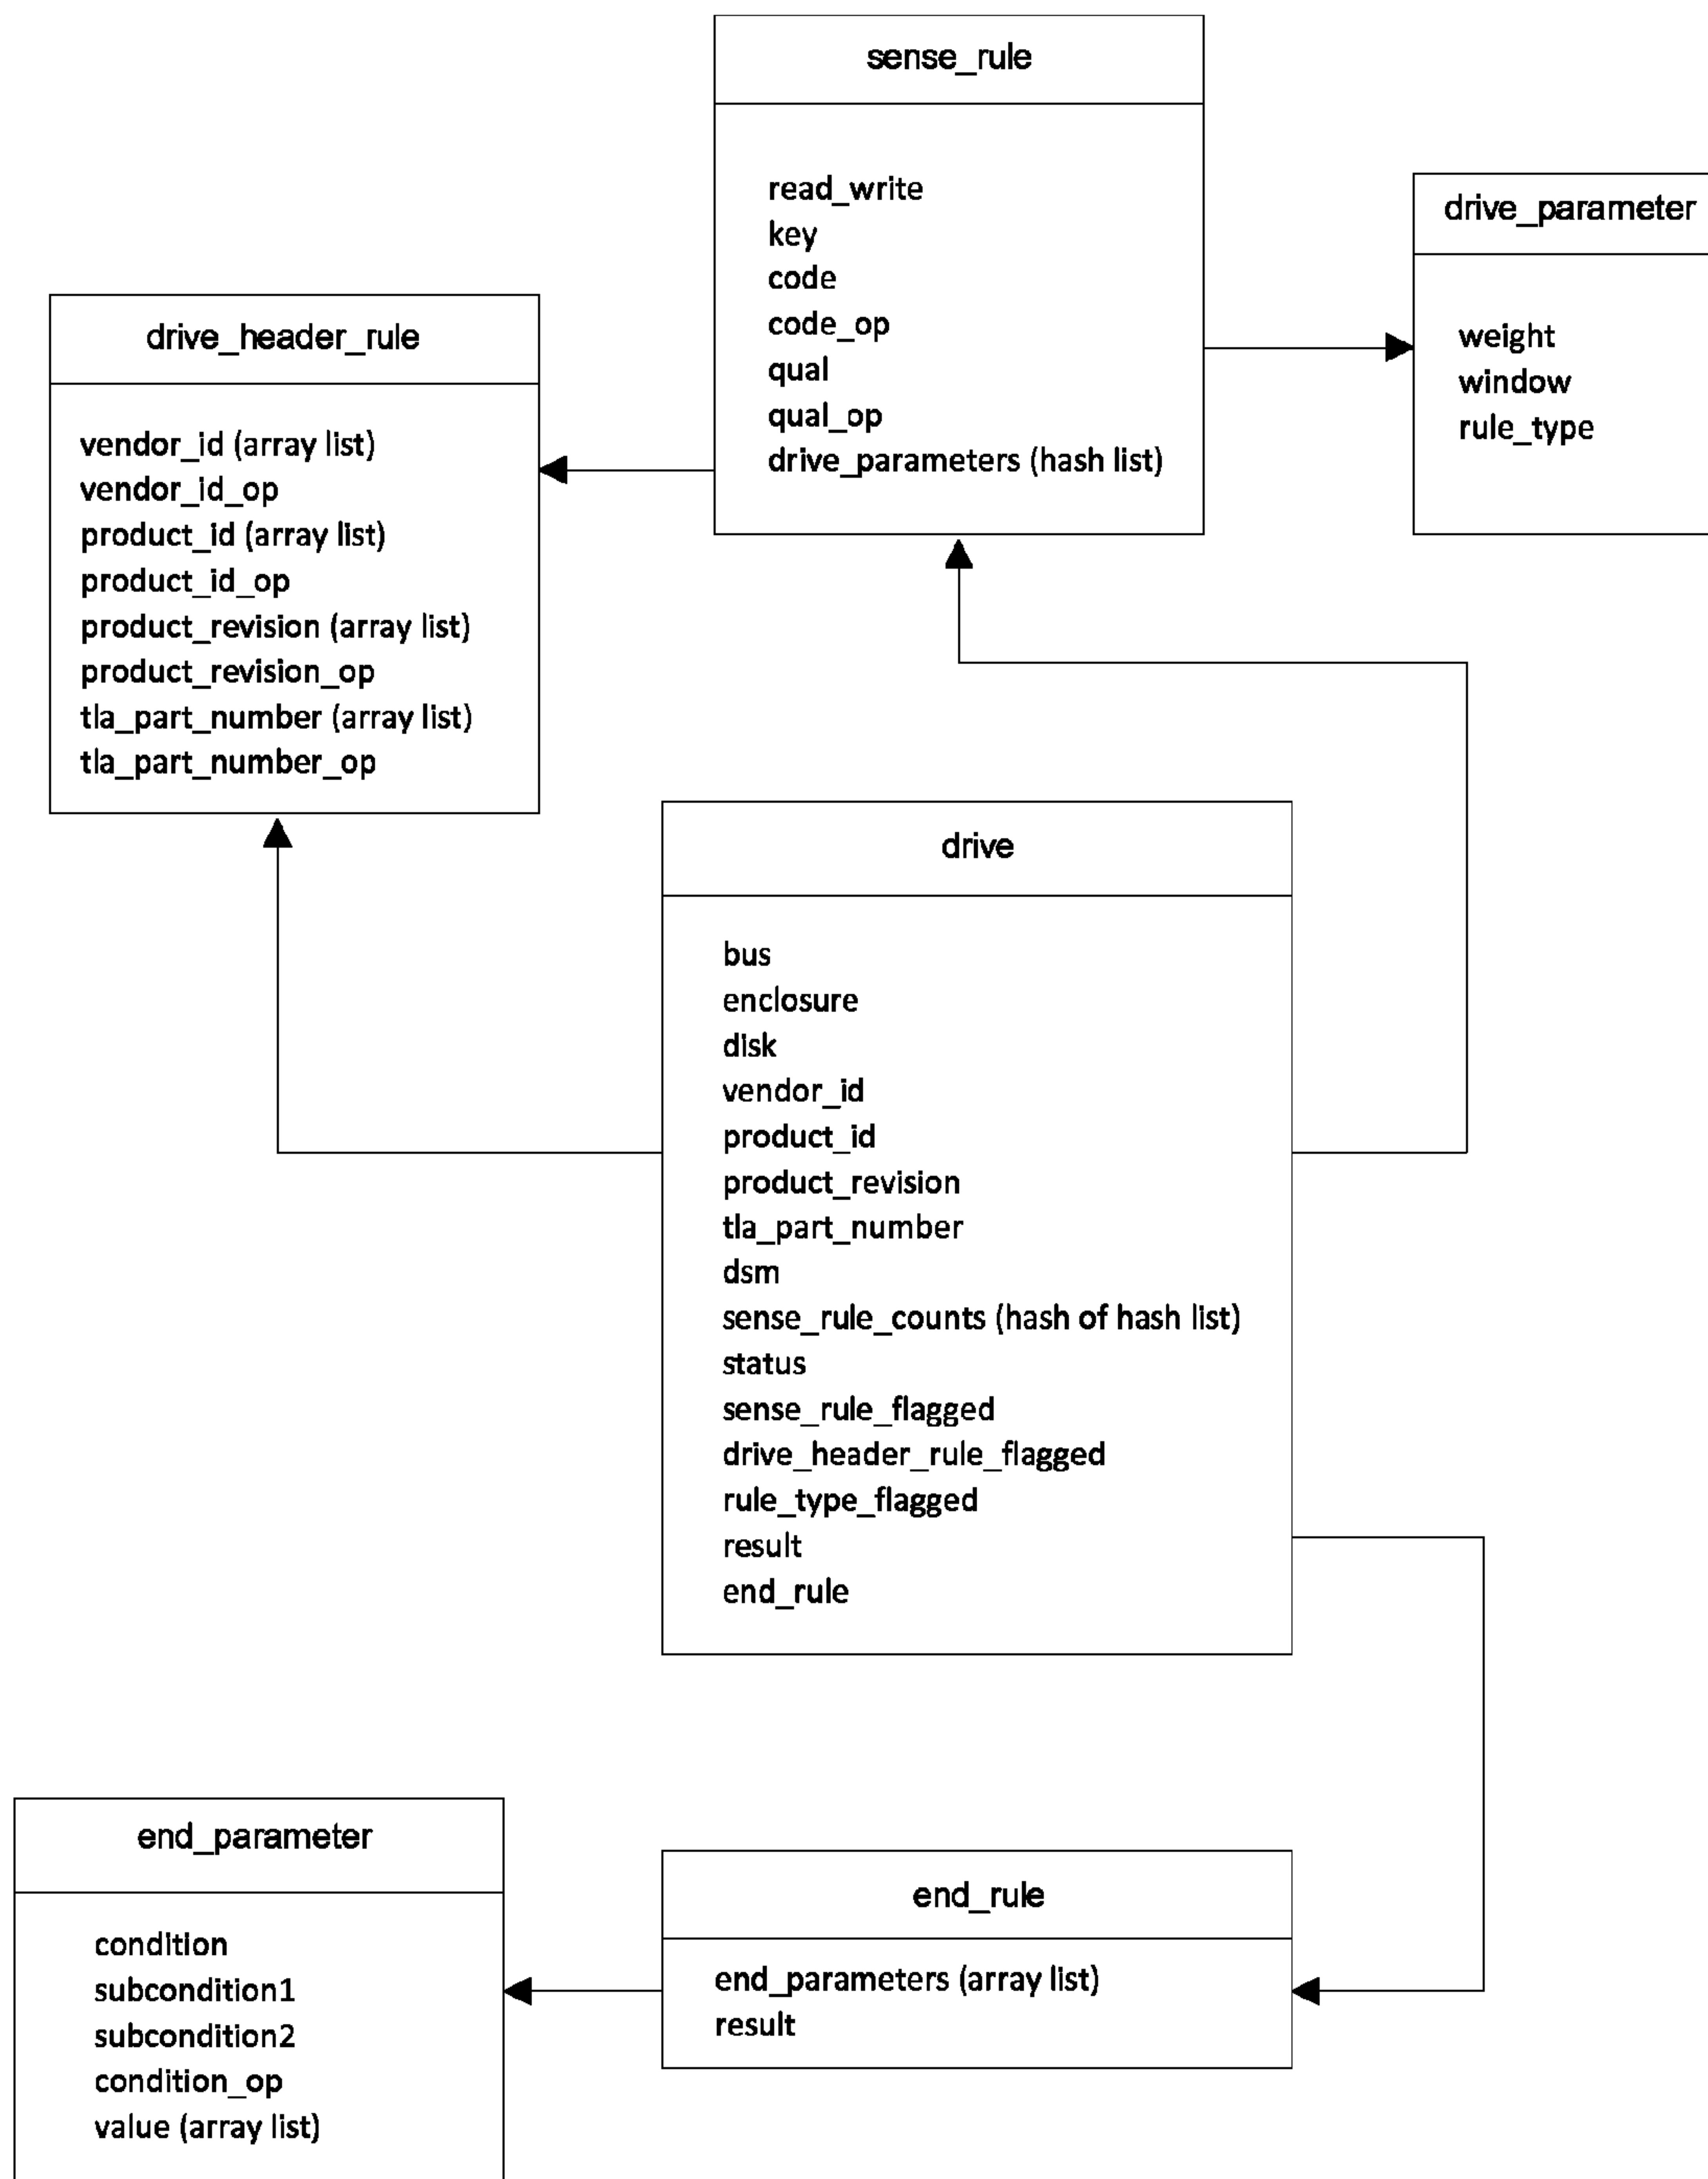 sense_rule
read_write
key
code
code_op
qual
qual_op
drive_parameters (hash list)
drive_parameter
weight
window
rule_type
drive_header_rule
vendor_id (array list)
vendor_id_op
product_id (array list)
product_id_op
product_revision (array list)
product_revision_op
tla_part_number (array list)
tla_part_number_op
drive
bus
enclosure
disk
vendor_id
product_id
product_revision
tla_part_number
dsm
sense_rule_counts (hash of hash list)
status
sense_rule_flagged
drive_header_rule_flagged
rule_type_flagged
result
end_rule
end_parameter
condition
subcondition1
subcondition2
condition_op
value (array list)
end_rule
end_parameters (array list)
result